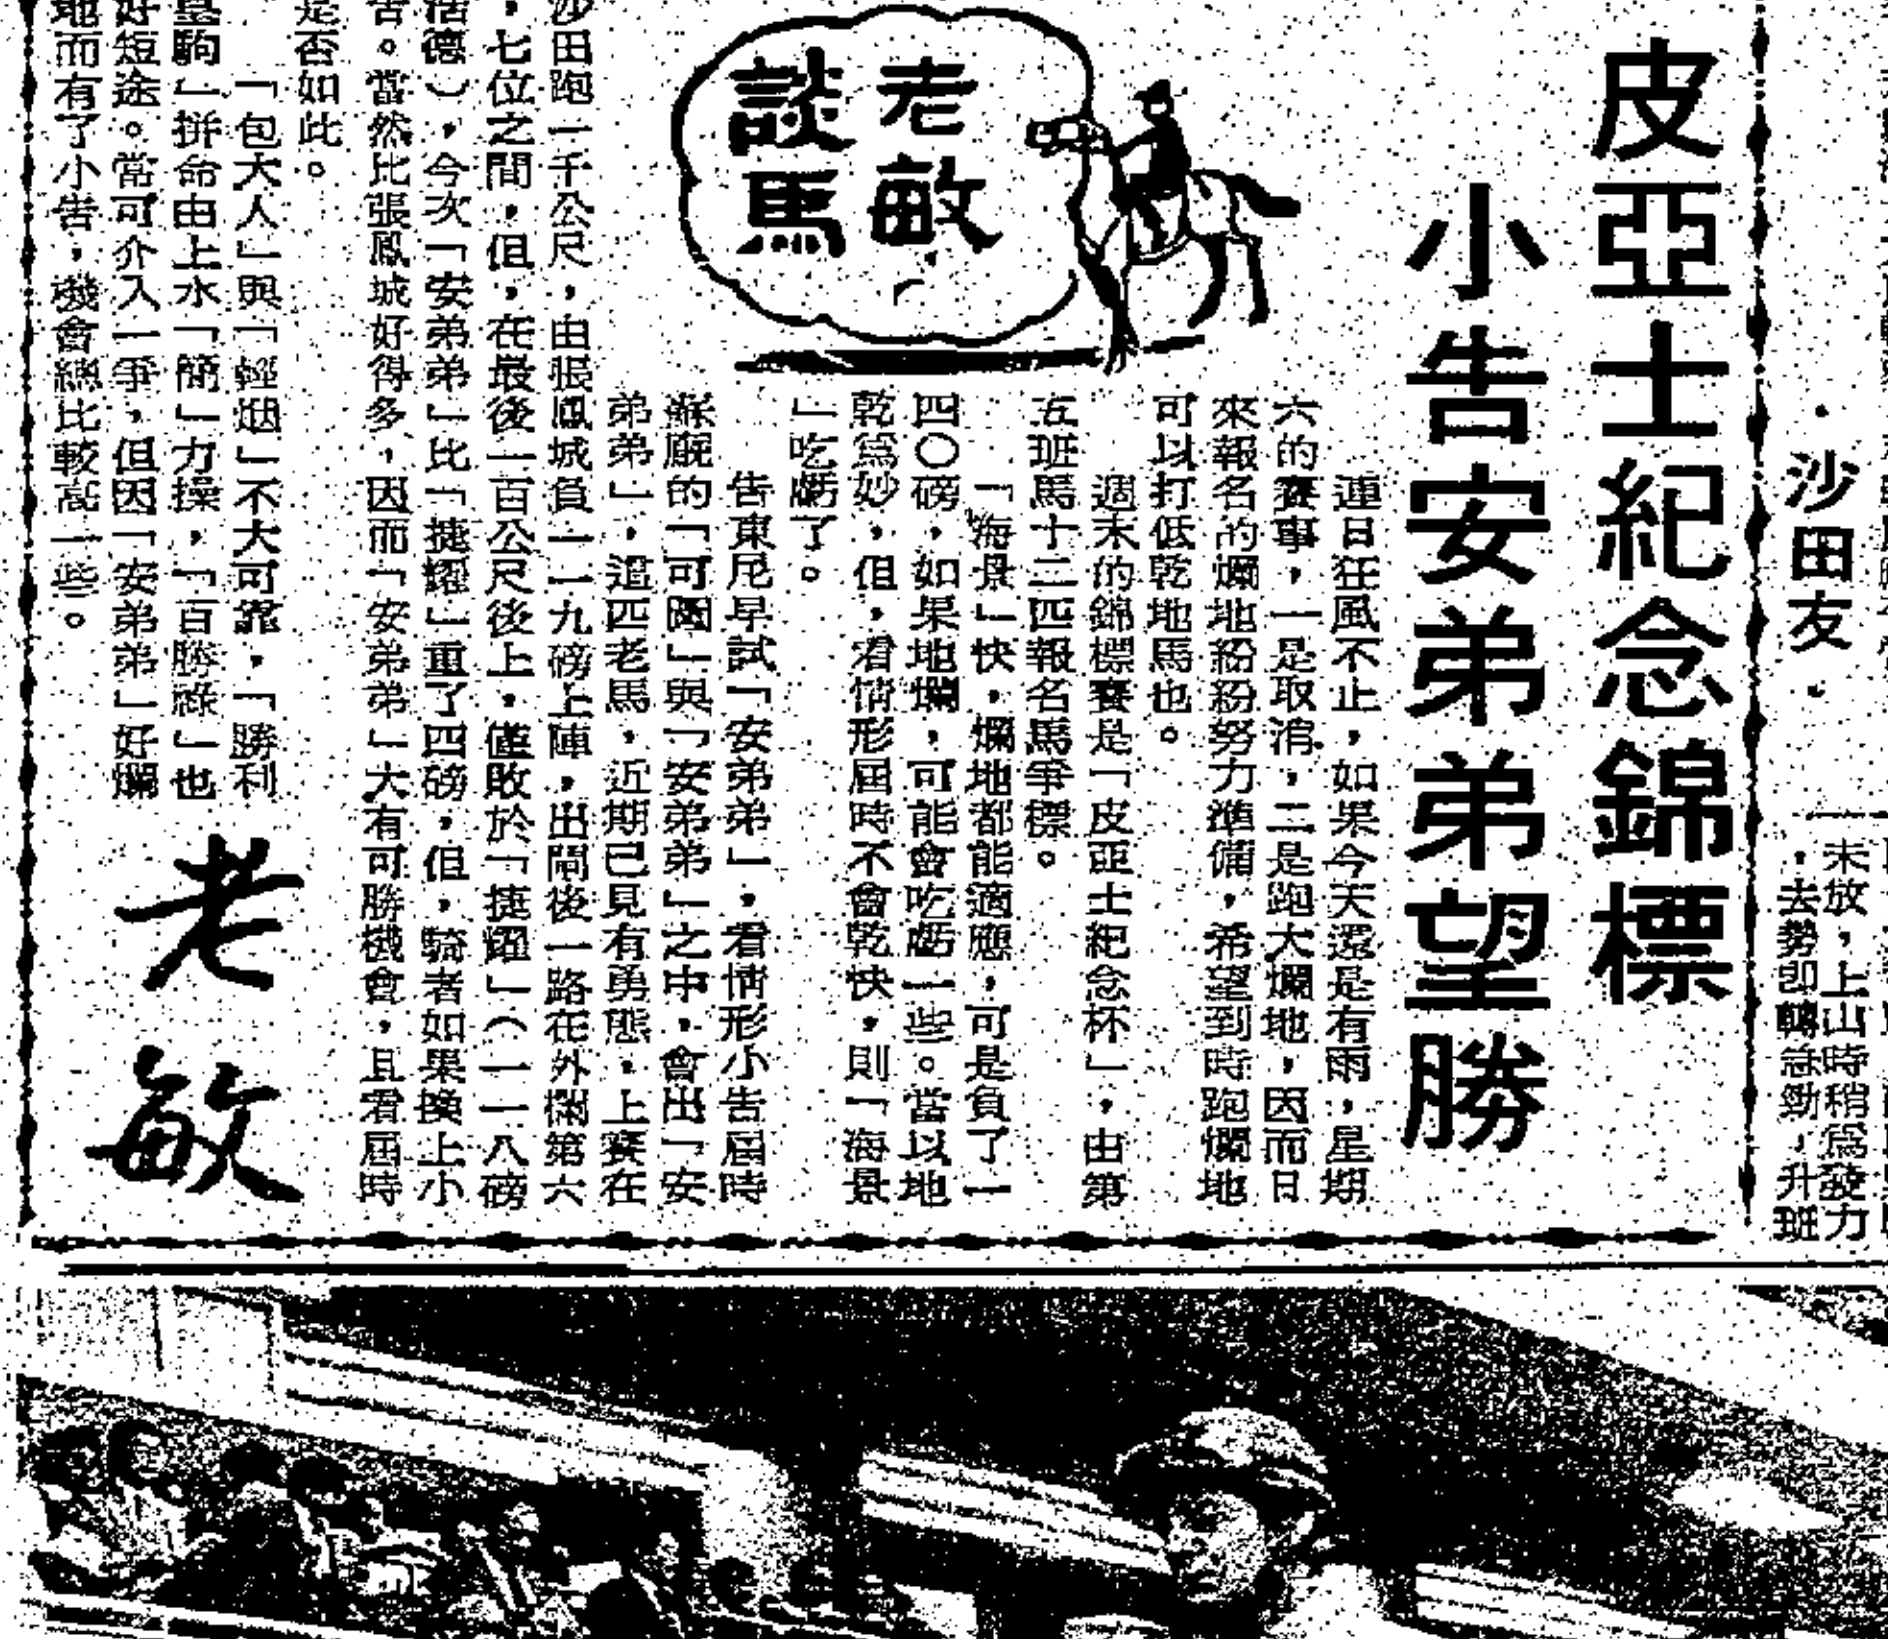 皮亞士紀念錦標
小告安弟弟望勝
老敏
談馬
連日狂風不止，如果今天還是有雨，星期
六的賽事，一是取消，二是跑大爛地，因而日
來報名的爛地紛紛努力準備，希望到時跑爛地
可以打低乾地馬也。
週末的錦標賽是「皮亞士紀念杯」，由第
五班馬十二匹報名馬爭標。
「海景」快，爛地都能適應，可是負了一
四〇磅，如果地爛，可能會吃虧一些。當以地
乾爲妙，但，看情形屆時不會乾快，則「海景
」吃虧了。
告東尼早試「安弟弟」，看情形小告屆時
蘇廐的「可」與「安弟弟」之中，會出「安
弟弟」，這匹老馬，近期已見有勇態，上賽在
沙田跑一千公尺，由張鳳城負一一九磅上陣，出閘後一路在外欄第六
，七位之間，但，在最後一百公尺後上，僅敗於「捷耀」（一一八磅
活德），今次「安弟弟」比「捷耀」重了四磅，但，騎者如果換上小
告。當然比張鳳城好得多，因而「安弟弟」大有可勝機會，且看屆時
是否如此。
「包大人」與「輕烟」不大可靠，「勝利
駒」拼命由上水「簡」力操，「百勝」也
好短途。當可介入一爭，但因「安弟弟」好爛
地而有了小告，機會總比較高一些。
老敏
·沙田友·
未放，上山時稍爲發力
，去勢卽轉急勁，升班